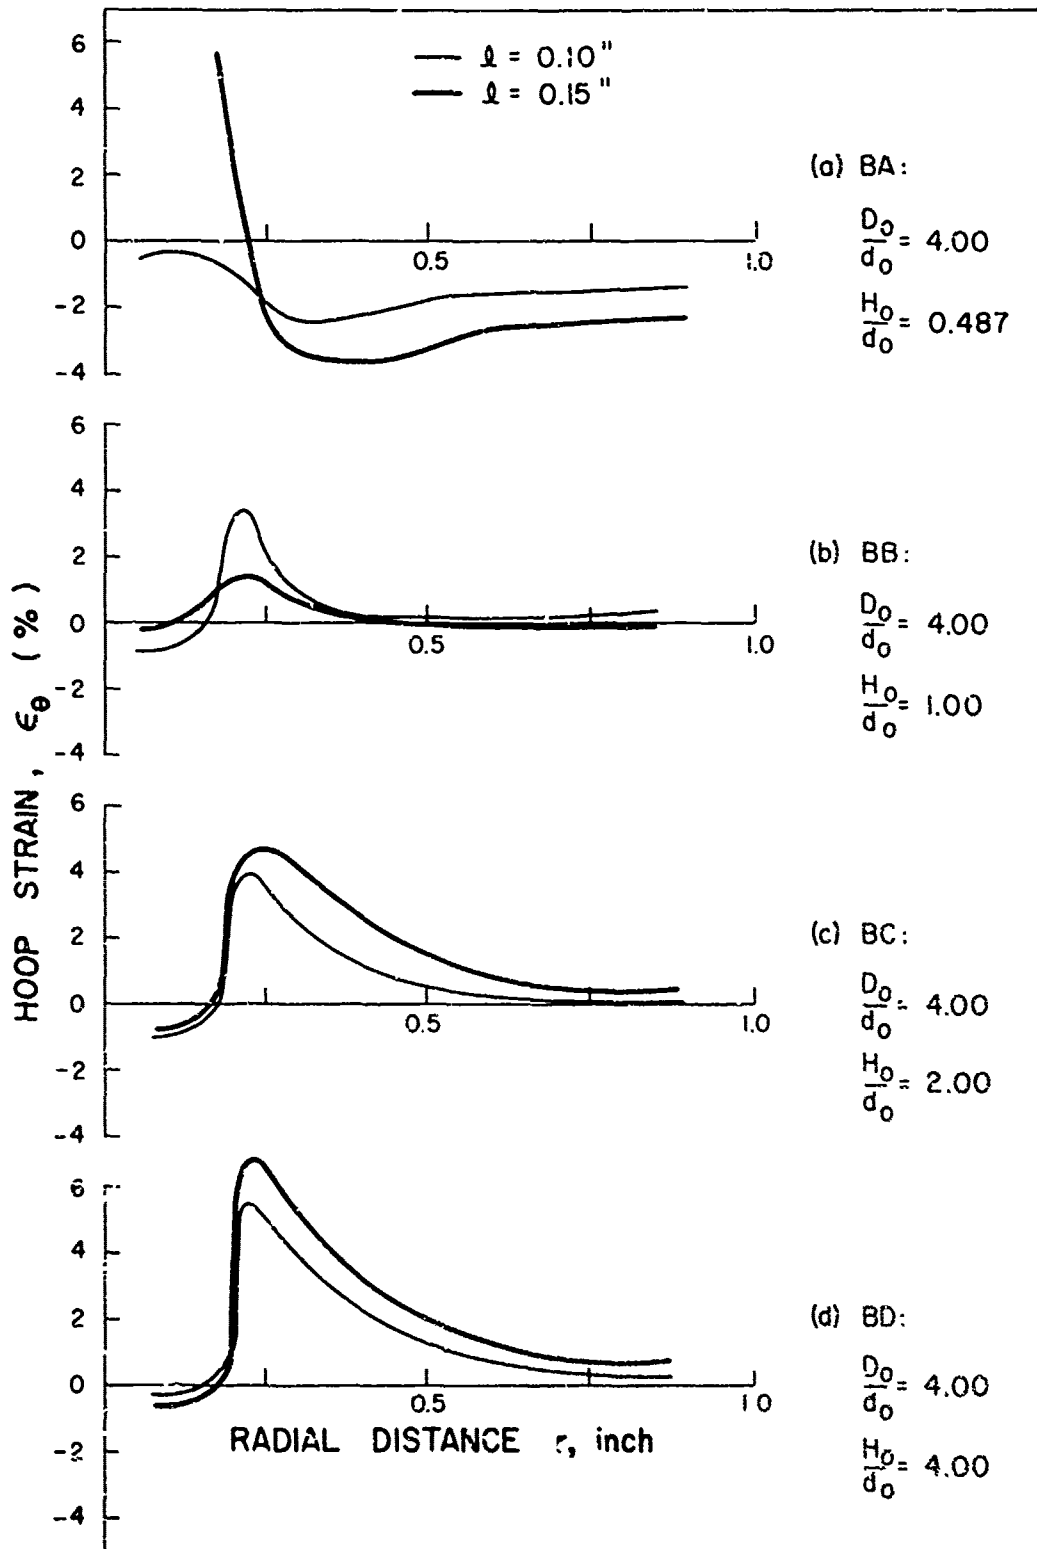 l = 0.10"
l = 0.15"
6
4
2
0
-2
-4
0.5
1.0
(a) BA:
D₀/d₀ = 4.00
H₀/d₀ = 0.487
6
4
2
0
-2
-4
0.5
1.0
(b) BB:
D₀/d₀ = 4.00
H₀/d₀ = 1.00
HOOP STRAIN, ϵθ (%)
6
4
2
0
-2
-4
0.5
1.0
(c) BC:
D₀/d₀ = 4.00
H₀/d₀ = 2.00
6
4
2
0
-2
-4
0.5
1.0
(d) BD:
D₀/d₀ = 4.00
H₀/d₀ = 4.00
RADIAL DISTANCE r, inch